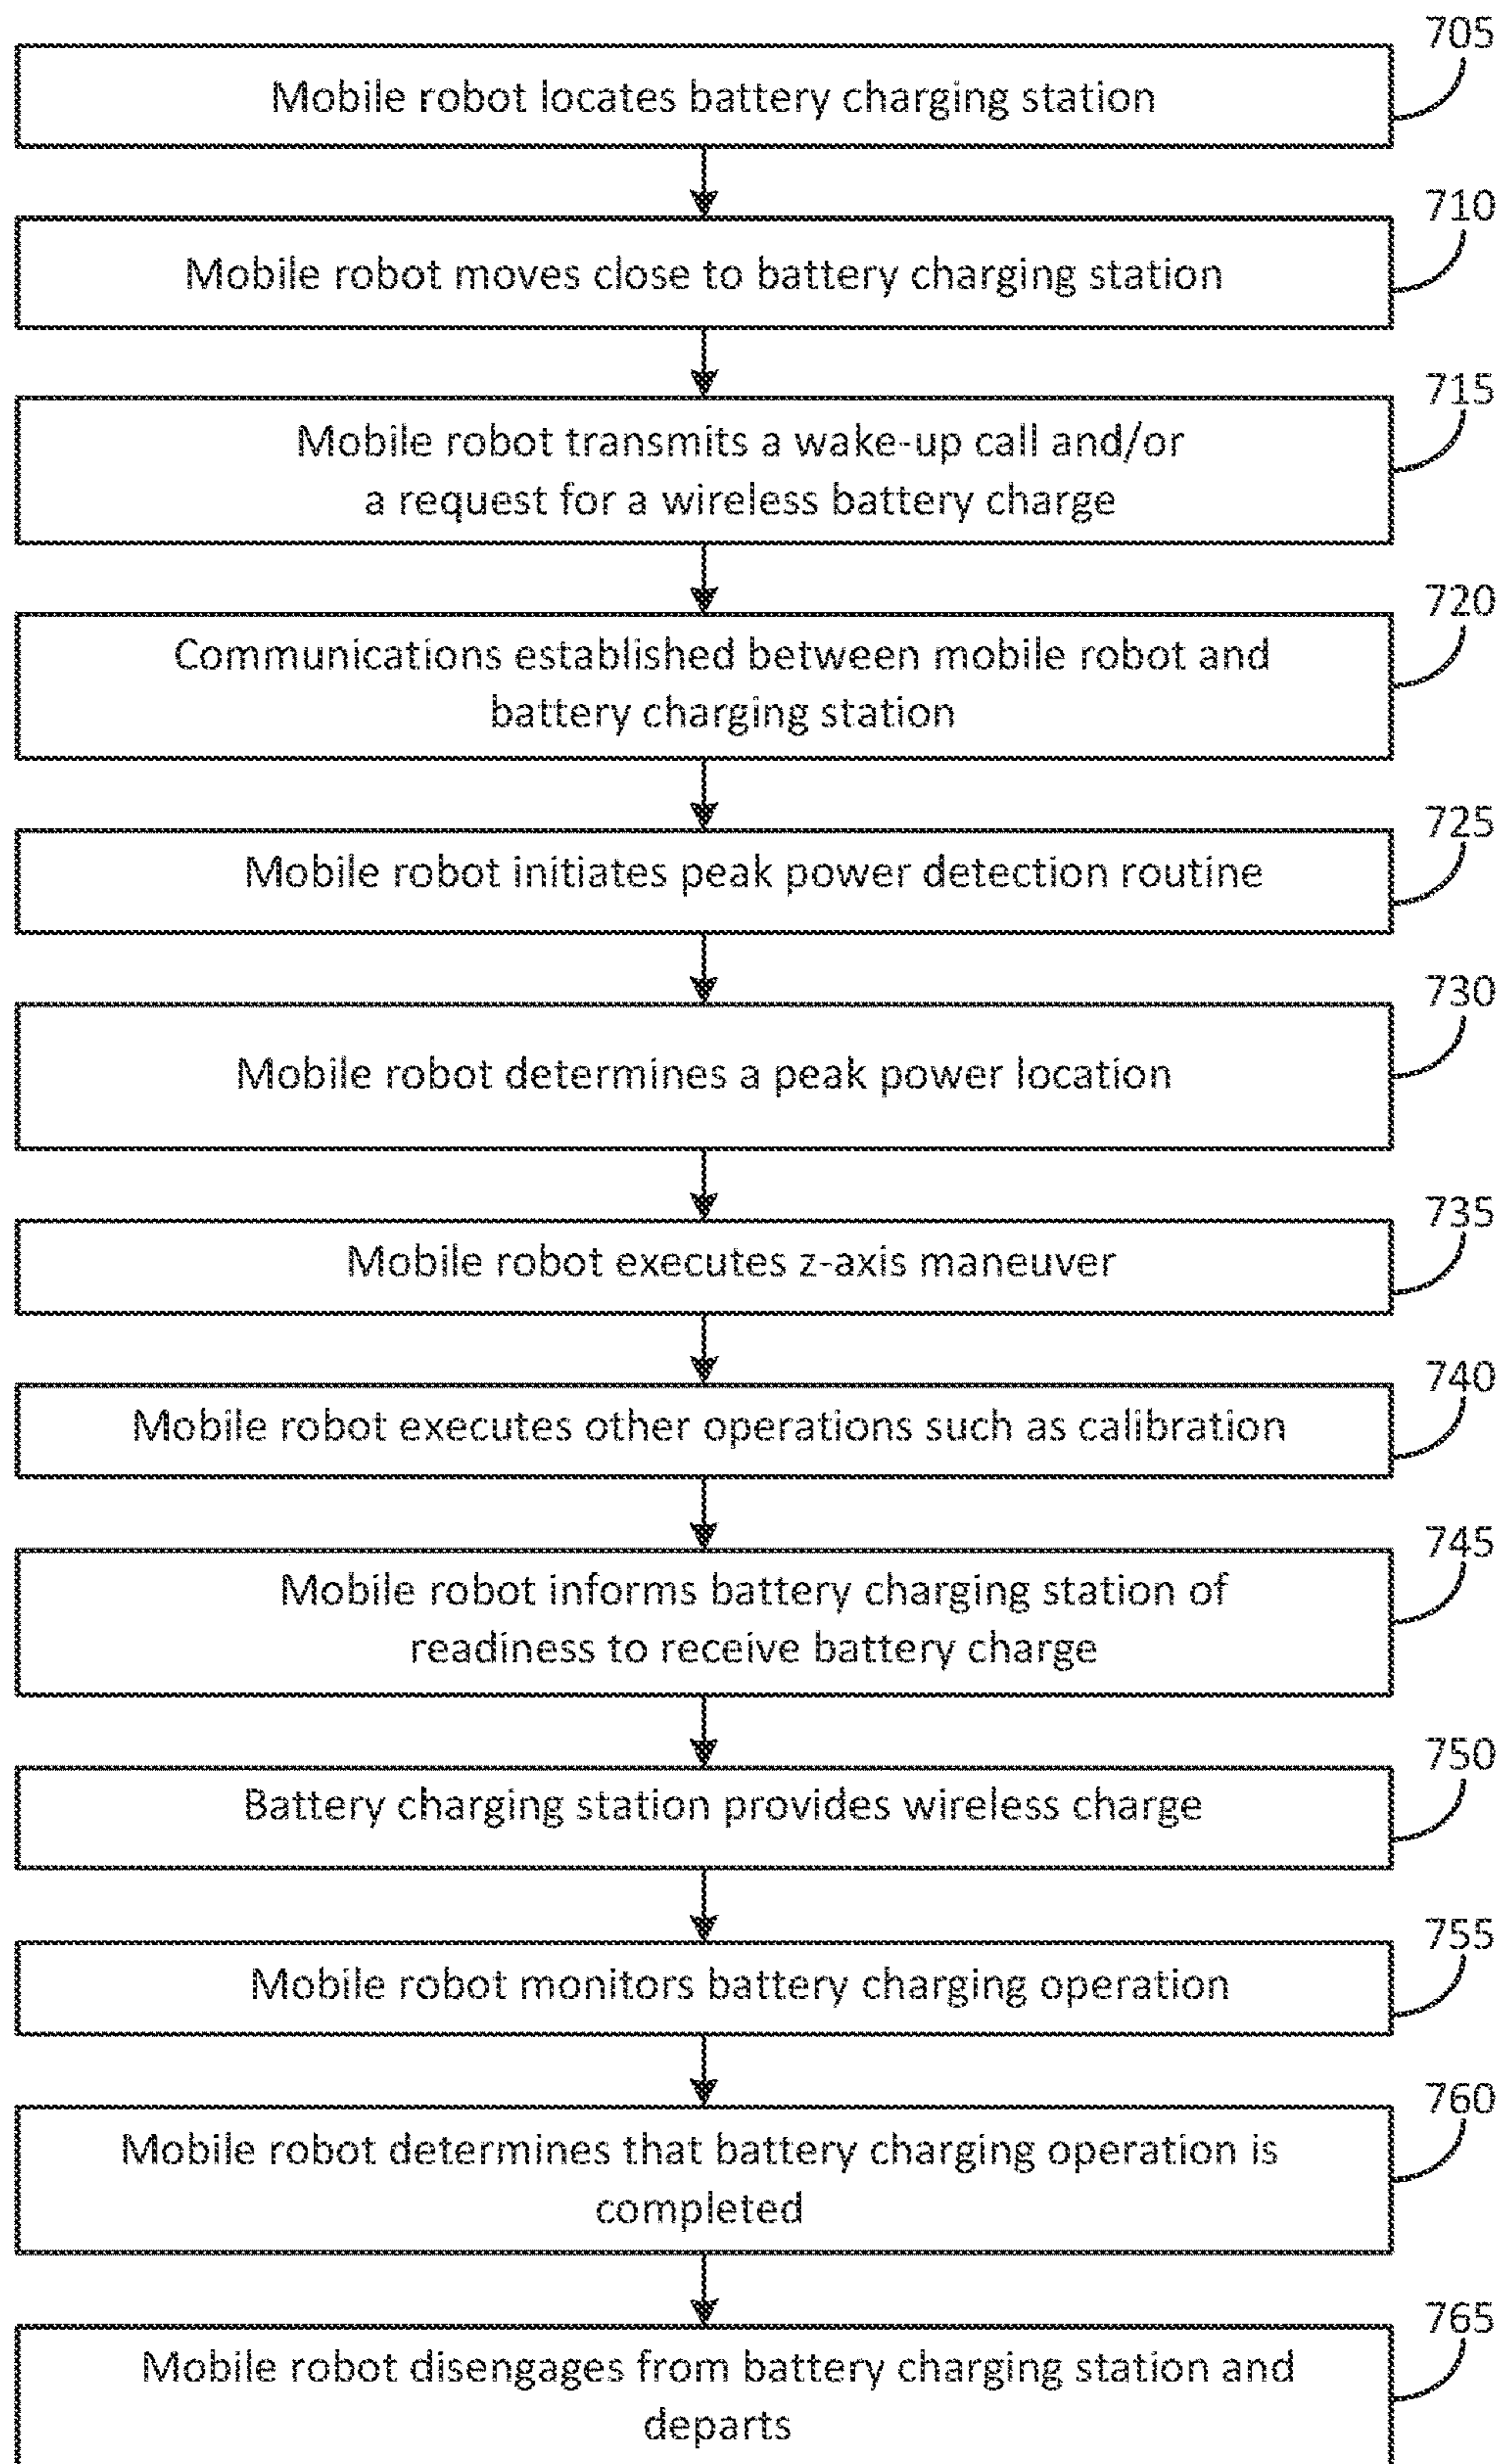 705
Mobile robot locates battery charging station
710
Mobile robot moves close to battery charging station
715
Mobile robot transmits a wake-up call and/or
a request for a wireless battery charge
720
Communications established between mobile robot and
battery charging station
725
Mobile robot initiates peak power detection routine
730
Mobile robot determines a peak power location
735
Mobile robot executes z-axis maneuver
740
Mobile robot executes other operations such as calibration
745
Mobile robot informs battery charging station of
readiness to receive battery charge
750
Battery charging station provides wireless charge
755
Mobile robot monitors battery charging operation
760
Mobile robot determines that battery charging operation is
completed
765
Mobile robot disengages from battery charging station and
departs